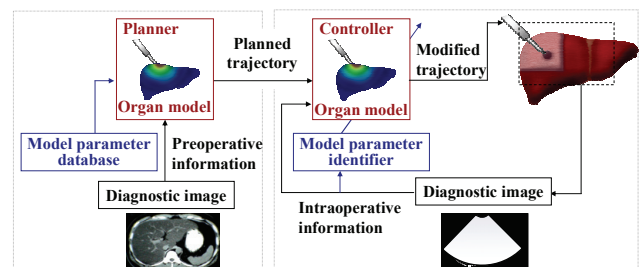 Planner
Organ model
Planned
trajectory
Controller
Organ model
Modified
trajectory
Model parameter
database
Preoperative
information
Model parameter
identifier
Diagnostic image
Intraoperative
information
Diagnostic image